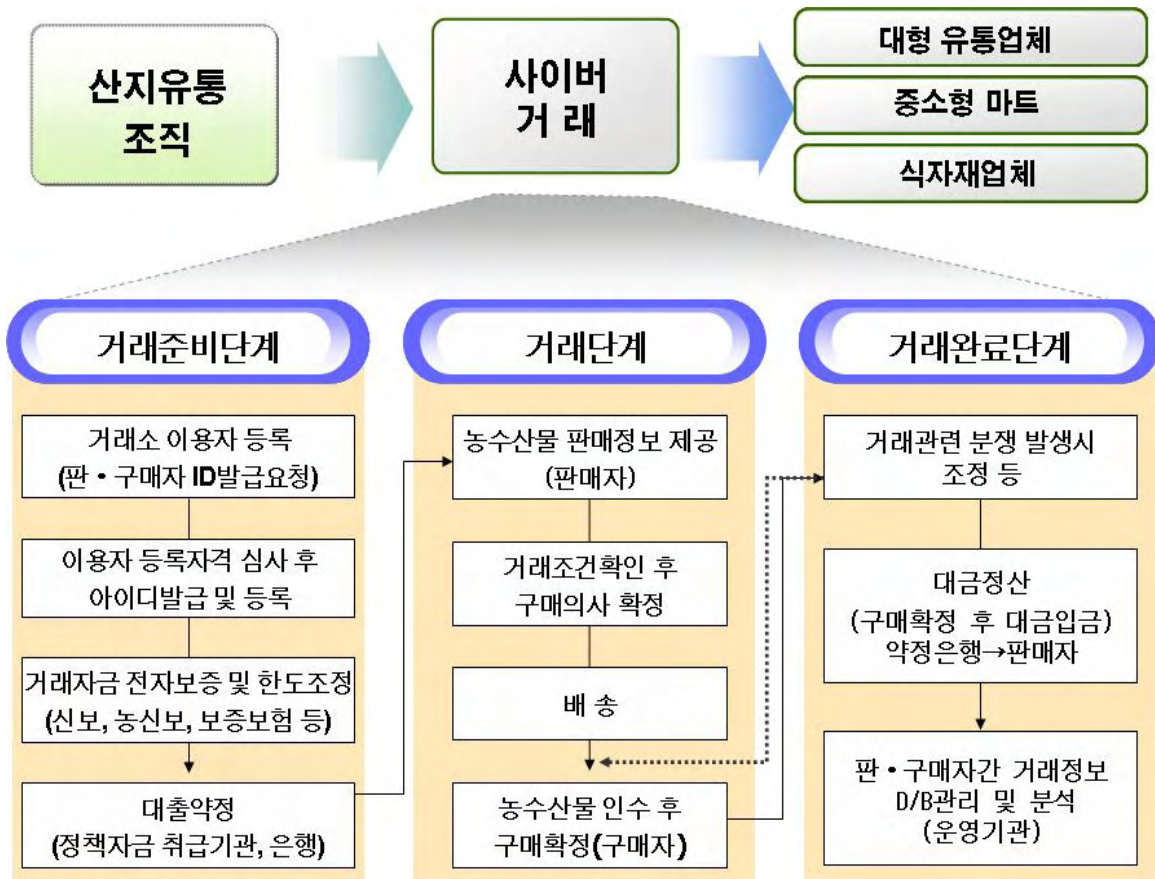 산지유통
조직
사이버
거 래
대형 유통업체
중소형 마트
식자재업체
거래준비단계
거래소 이용자 등록
(판・구매자 ID발급요청)
이용자 등록자격 심사 후
아이디발급 및 등록
거래자금 전자보증 및 한도조정
(신보, 농신보, 보증보험 등)
대출약정
(정책자금 취급기관, 은행)
거래단계
농수산물 판매정보 제공
(판매자)
거래조건확인 후
구매의사 확정
배 송
농수산물 인수 후
구매확정(구매자)
거래완료단계
거래관련 분쟁 발생시
조정 등
대금정산
(구매확정 후 대금입금)
약정은행→판매자
판・구매자간 거래정보
D/B관리 및 분석
(운영기관)